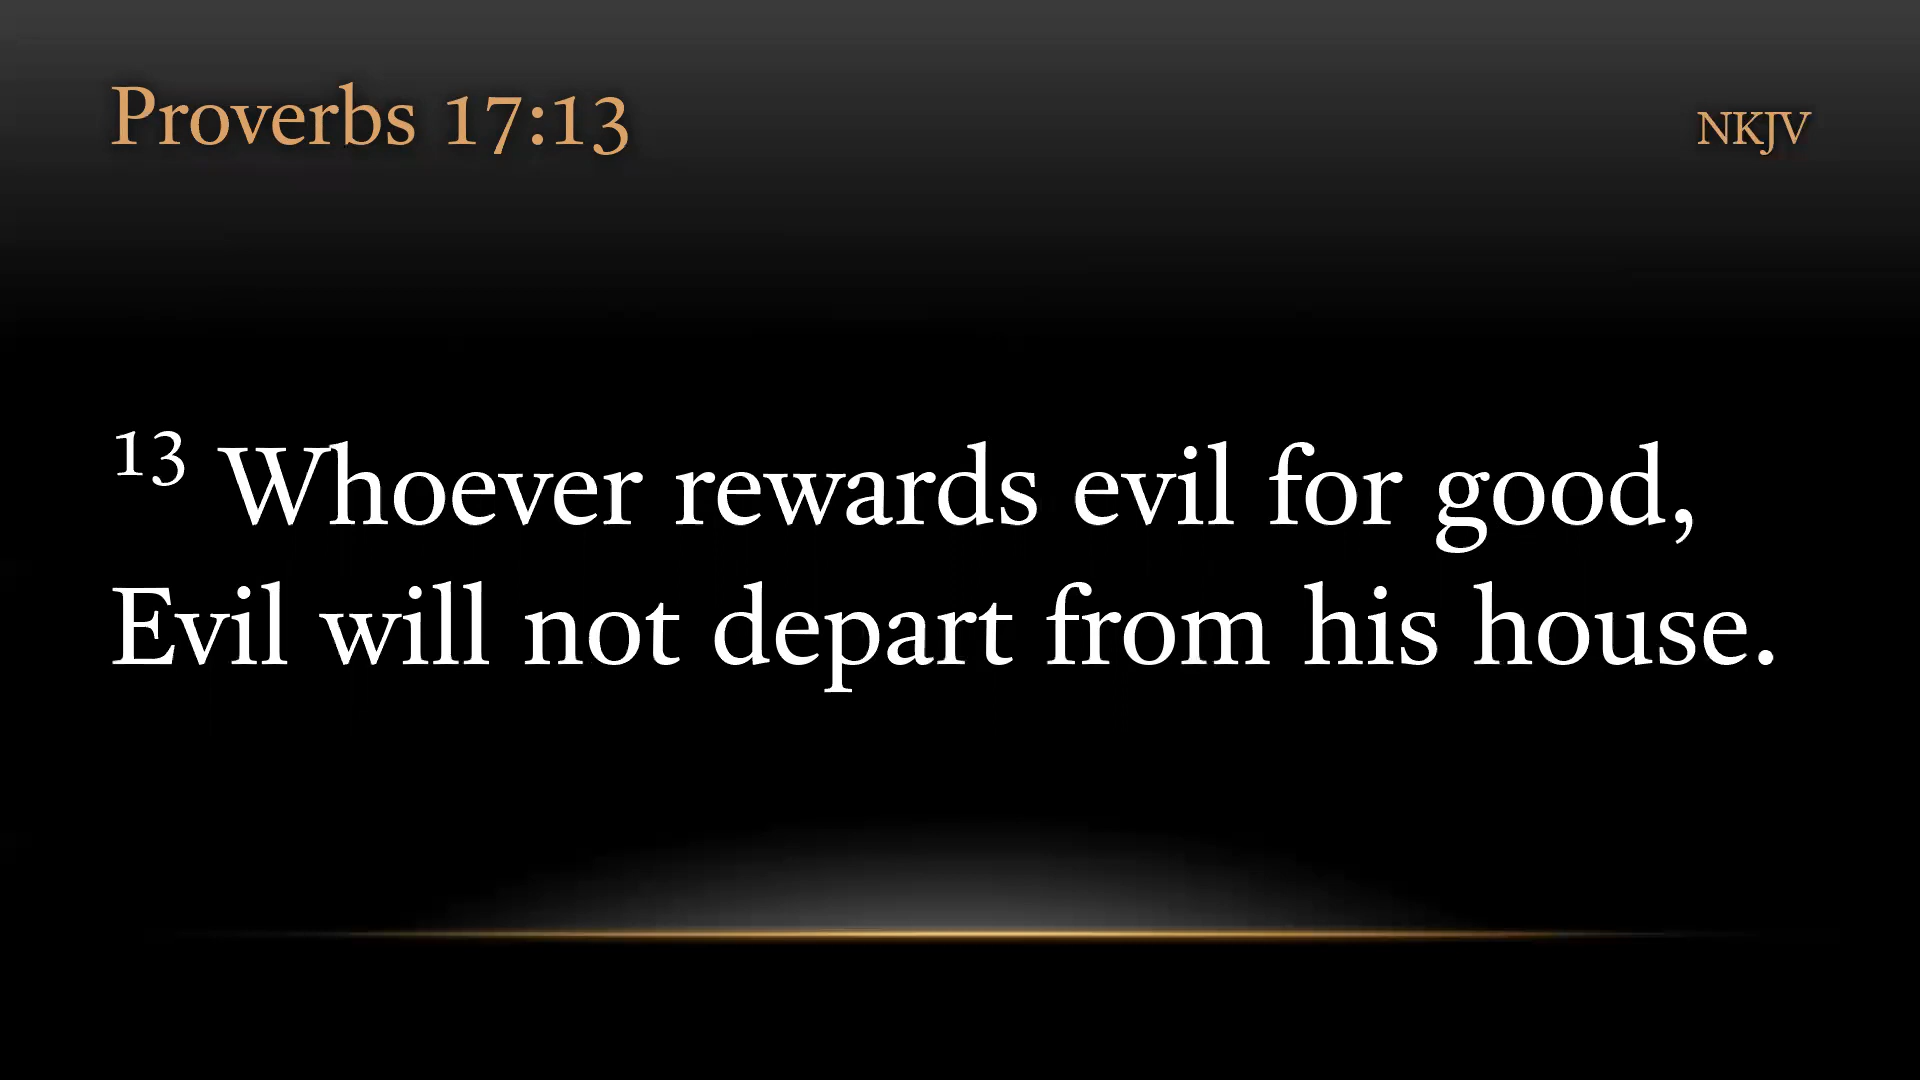 Proverbs 17:13
NKJV
13 Whoever rewards evil for good,
Evil will not depart from his house.